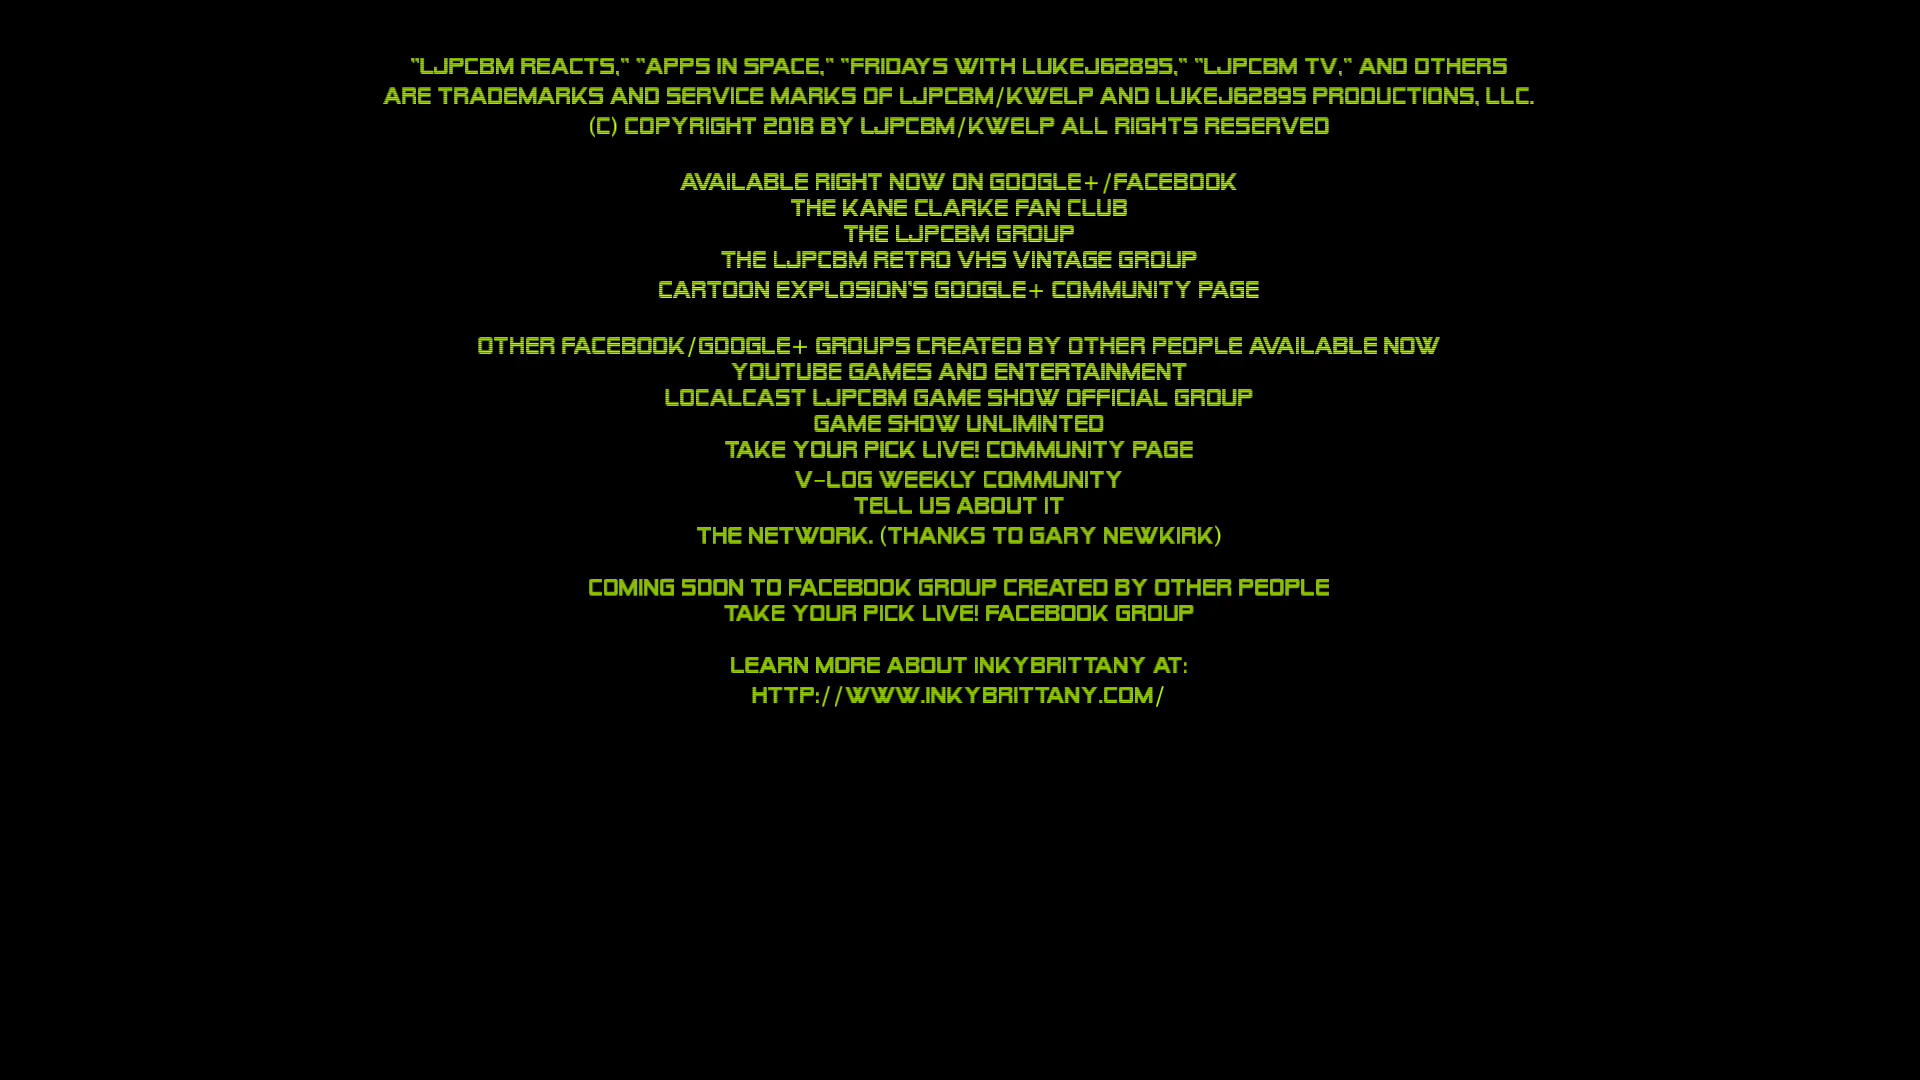 "LJPCBM REACTS," "APPS IN SPACE," "FRIDAYS WITH LUKEJ62895," "LJPCBM TV," AND OTHERS
ARE TRADEMARKS AND SERVICE MARKS OF LJPCBM/KWELP AND LUKEJ62895 PRODUCTIONS, LLC.
(C) COPYRIGHT 2018 BY LJPCBM/KWELP ALL RIGHTS RESERVED
AVAILABLE RIGHT NOW ON GOOGLE+/FACEBOOK
THE KANE CLARKE FAN CLUB
THE LJPCBM GROUP
THE LJPCBM RETRO VHS VINTAGE GROUP
CARTOON EXPLOSION'S GOOGLE+ COMMUNITY PAGE
OTHER FACEBOOK/GOOGLE+ GROUPS CREATED BY OTHER PEOPLE AVAILABLE NOW
YOUTUBE GAMES AND ENTERTAINMENT
LOCALCAST LJPCBM GAME SHOW OFFICIAL GROUP
GAME SHOW UNLIMINTED
TAKE YOUR PICK LIVE! COMMUNITY PAGE
V-LOG WEEKLY COMMUNITY
TELL US ABOUT IT
THE NETWORK. (THANKS TO GARY NEWKIRK)
COMING SOON TO FACEBOOK GROUP CREATED BY OTHER PEOPLE
TAKE YOUR PICK LIVE! FACEBOOK GROUP
LEARN MORE ABOUT INKYBRITTANY AT:
HTTP://WWW.INKYBRITTANY.COM/